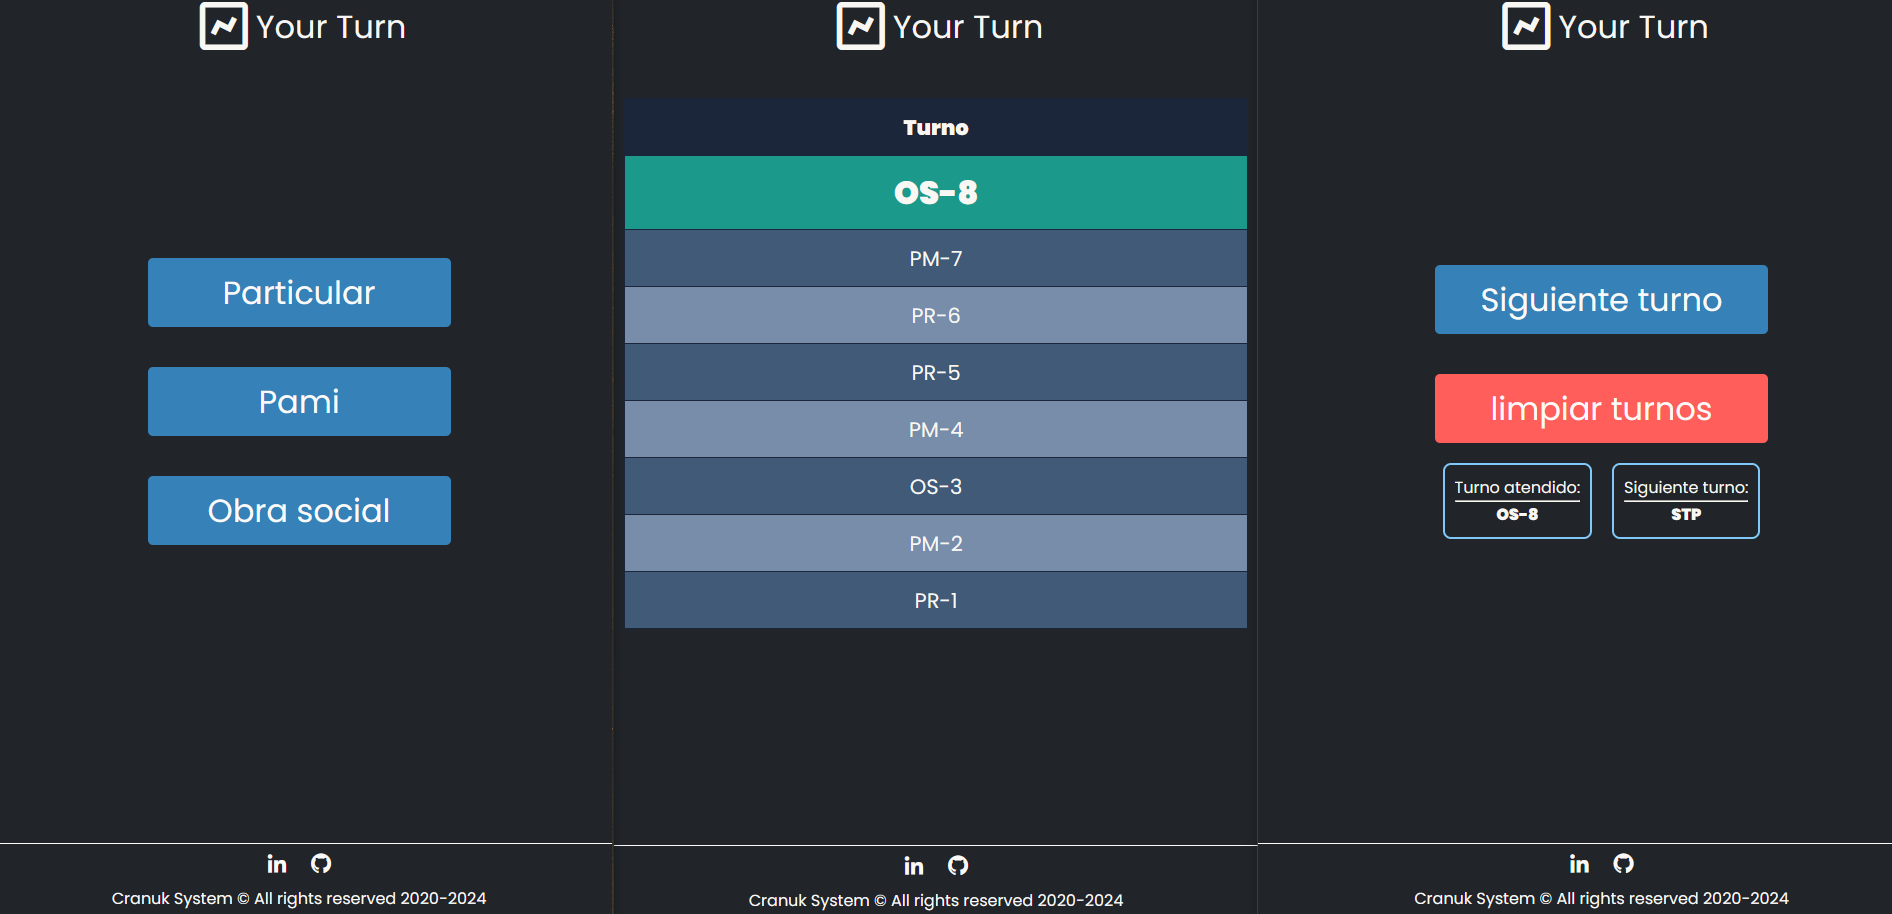 Your Turn
Particular
Pami
Obra social
Cranuk System © All rights reserved 2020-2024
Your Turn
Turno
OS-8
PM-7
PR-6
PR-5
PM-4
OS-3
PM-2
PR-1
Cranuk System © All rights reserved 2020-2024
Your Turn
Siguiente turno
limpiar turnos
Turno atendido:
OS-8
Siguiente turno:
STP
Cranuk System © All rights reserved 2020-2024